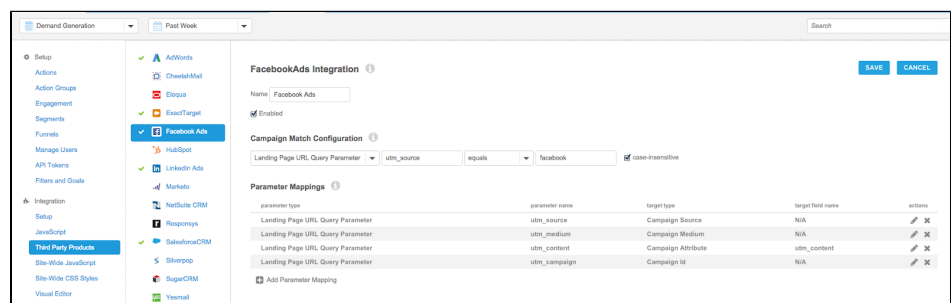 Demand Generation
Past Week
Search
Setup
Actions
Action Groups
Engagement
Segments
Funnels
Manage Users
API Tokens
Filters and Goals
Integration
Setup
JavaScript
Third Party Products
Site-Wide JavaScript
Site-Wide CSS Styles
Visual Editor
AdWords
CheetahMail
Eloqua
ExactTarget
Facebook Ads
HubSpot
LinkedIn Ads
Marketo
NetSuite CRM
Responsys
SalesforceCRM
Silverpop
SugarCRM
Yesmail
FacebookAds Integration
SAVE CANCEL
Name Facebook Ads
Enabled
Campaign Match Configuration
Landing Page URL Query Parameter utm_source equals facebook case-insensitive
Parameter Mappings
parameter type parameter name target type target field name actions
Landing Page URL Query Parameter utm_source Campaign Source N/A
Landing Page URL Query Parameter utm_medium Campaign Medium N/A
Landing Page URL Query Parameter utm_content Campaign Attribute utm_content
Landing Page URL Query Parameter utm_campaign Campaign Id N/A
Add Parameter Mapping